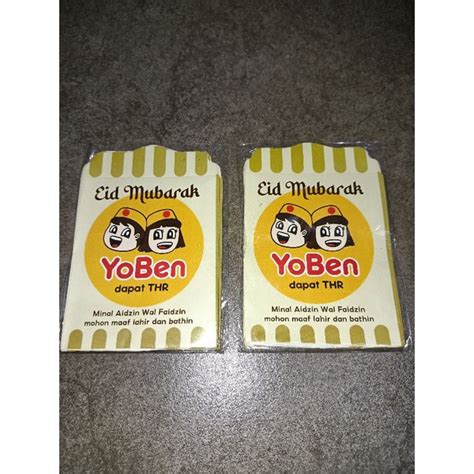 Eid Mubarak
YoBen
dapat THR
Minal Aidzin Wal Faidzin
mohon maaf lahir dan bathin
Eid Mubarak
YoBen
dapat THR
Minal Aidzin Wal Faidzin
mohon maaf lahir dan bathin